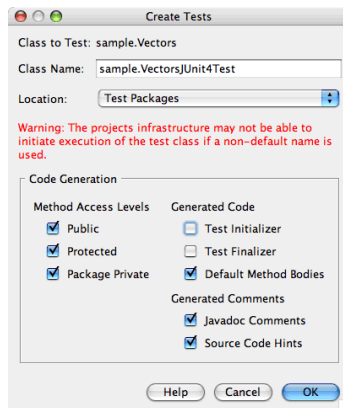 Create Tests
Class to Test: sample.Vectors
Class Name: sample.VectorsJUnit4Test
Location: Test Packages
Warning: The projects infrastructure may not be able to
initiate execution of the test class if a non-default name is
used.
Code Generation
Method Access Levels Generated Code
Public Test Initializer
Protected Test Finalizer
Package Private Default Method Bodies
Generated Comments
Javadoc Comments
Source Code Hints
Help Cancel OK